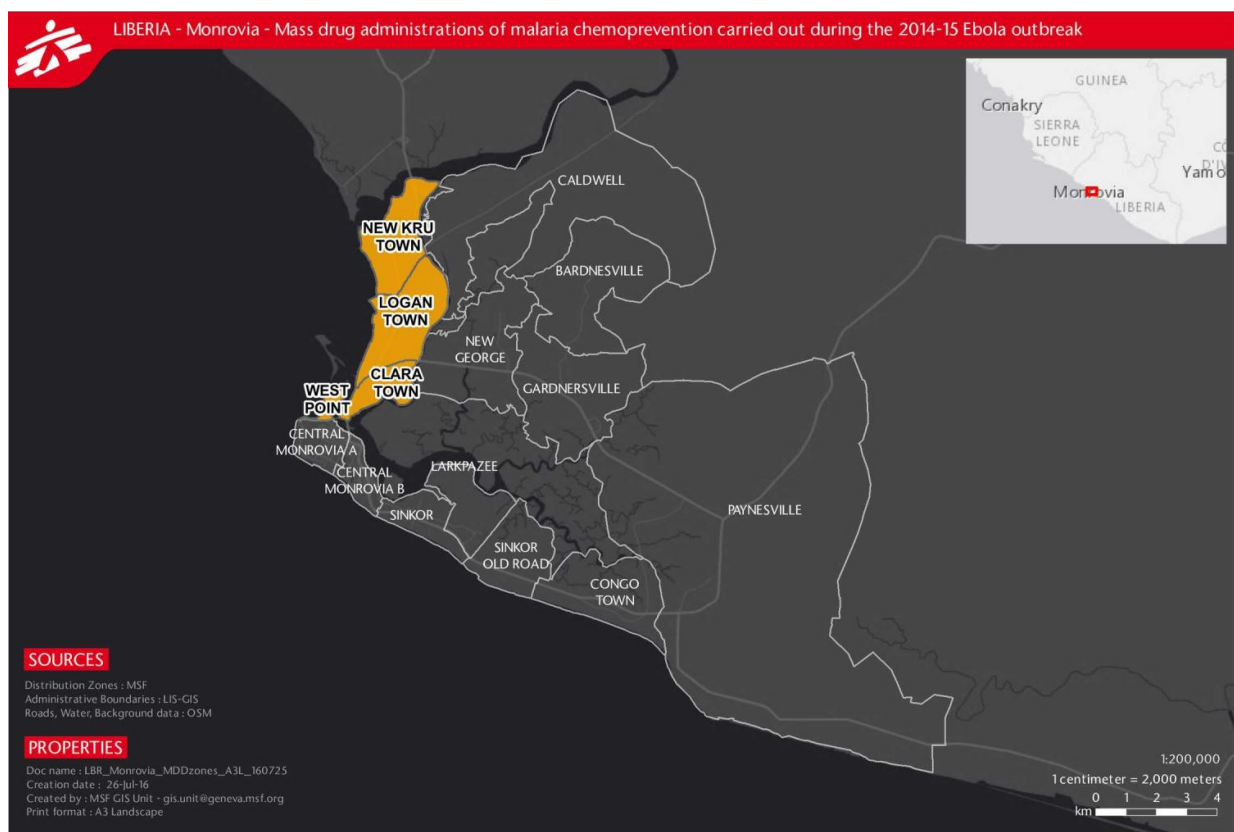 LIBERIA - Monrovia - Mass drug administrations of malaria chemoprevention carried out during the 2014-15 Ebola outbreak
GUINEA
Conakry
SIERRA
LEONE
Yamo
Monrovia
LIBERIA
CALDWELL
NEW KRU
TOWN
BARDNESVILLE
LOGAN
TOWN
NEW
GEORGE
CLARA
TOWN
WEST
POINT
GARDNERSVILLE
CENTRAL
MONROVIA A
CENTRAL
MONROVIA B
LARKPAZEE
SINKOR
PAYNESVILLE
SINKOR
OLD ROAD
CONGO
TOWN
SOURCES
Distribution Zones : MSF
Administrative Boundaries : LIS-GIS
Roads, Water, Background data : OSM
PROPERTIES
Doc name : LBR_Monrovia_MDDzones_A3L_160725
Creation date : 26-Jul-16
Created by : MSF GIS Unit - gis.unit@geneva.msf.org
Print format : A3 Landscape
1:200,000
1 centimeter = 2,000 meters
0 1 2 3 4
km